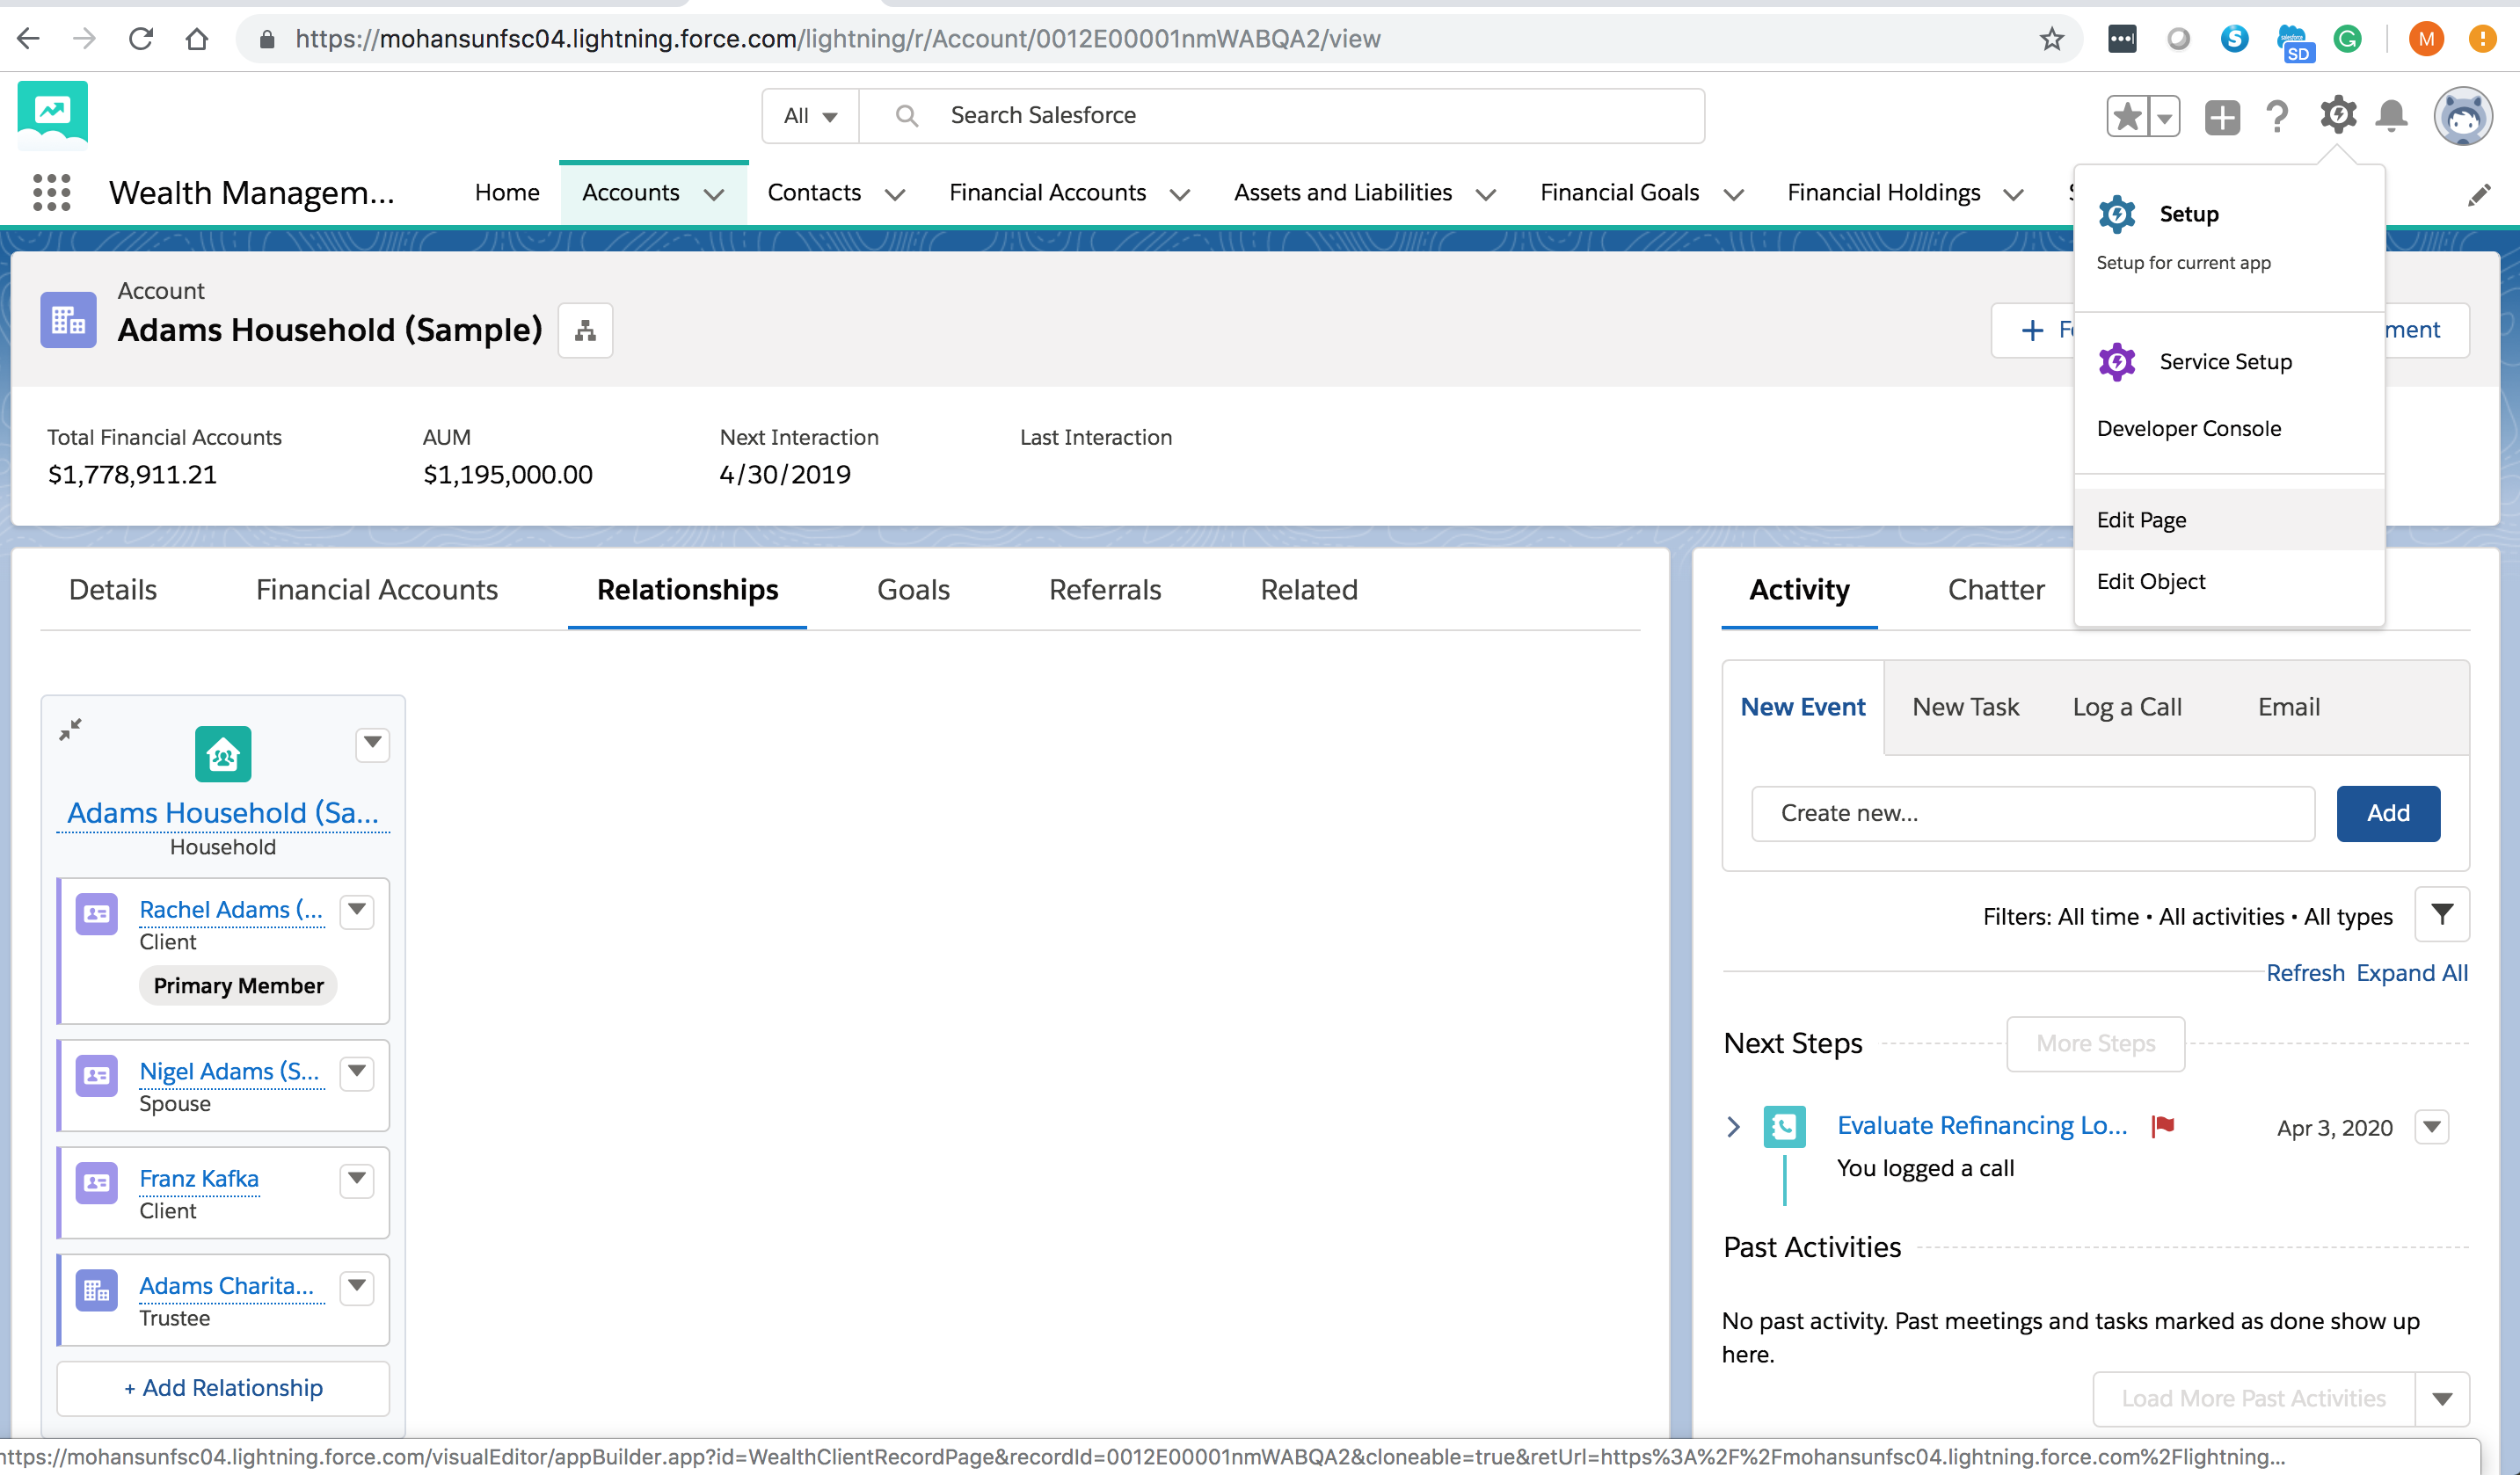 https://mohansunfsc04.lightning.force.com/lightning/r/Account/0012E00001nmWABQA2/view
S
salesforce
SD
G
M
All
Search Salesforce
Wealth Managem...
Home
Accounts
Contacts
Financial Accounts
Assets and Liabilities
Financial Goals
Financial Holdings
Setup
Setup for current app
Service Setup
Developer Console
Edit Page
Edit Object
Account
Adams Household (Sample)
ment
Total Financial Accounts
$1,778,911.21
AUM
$1,195,000.00
Next Interaction
4/30/2019
Last Interaction
Details
Financial Accounts
Relationships
Goals
Referrals
Related
Adams Household (Sa...
Household
Rachel Adams (...
Client
Primary Member
Nigel Adams (S...
Spouse
Franz Kafka
Client
Adams Charita...
Trustee
+ Add Relationship
Activity
Chatter
New Event
New Task
Log a Call
Email
Create new...
Add
Filters: All time • All activities • All types
Refresh
Expand All
Next Steps
More Steps
Evaluate Refinancing Lo...
Apr 3, 2020
You logged a call
Past Activities
No past activity. Past meetings and tasks marked as done show up
here.
Load More Past Activities
https://mohansunfsc04.lightning.force.com/visualEditor/appBuilder.app?id=WealthClientRecordPage&recordId=0012E00001nmWABQA2&cloneable=true&retUrl=https%3A%2F%2Fmohansunfsc04.lightning.force.com%2Flightning...